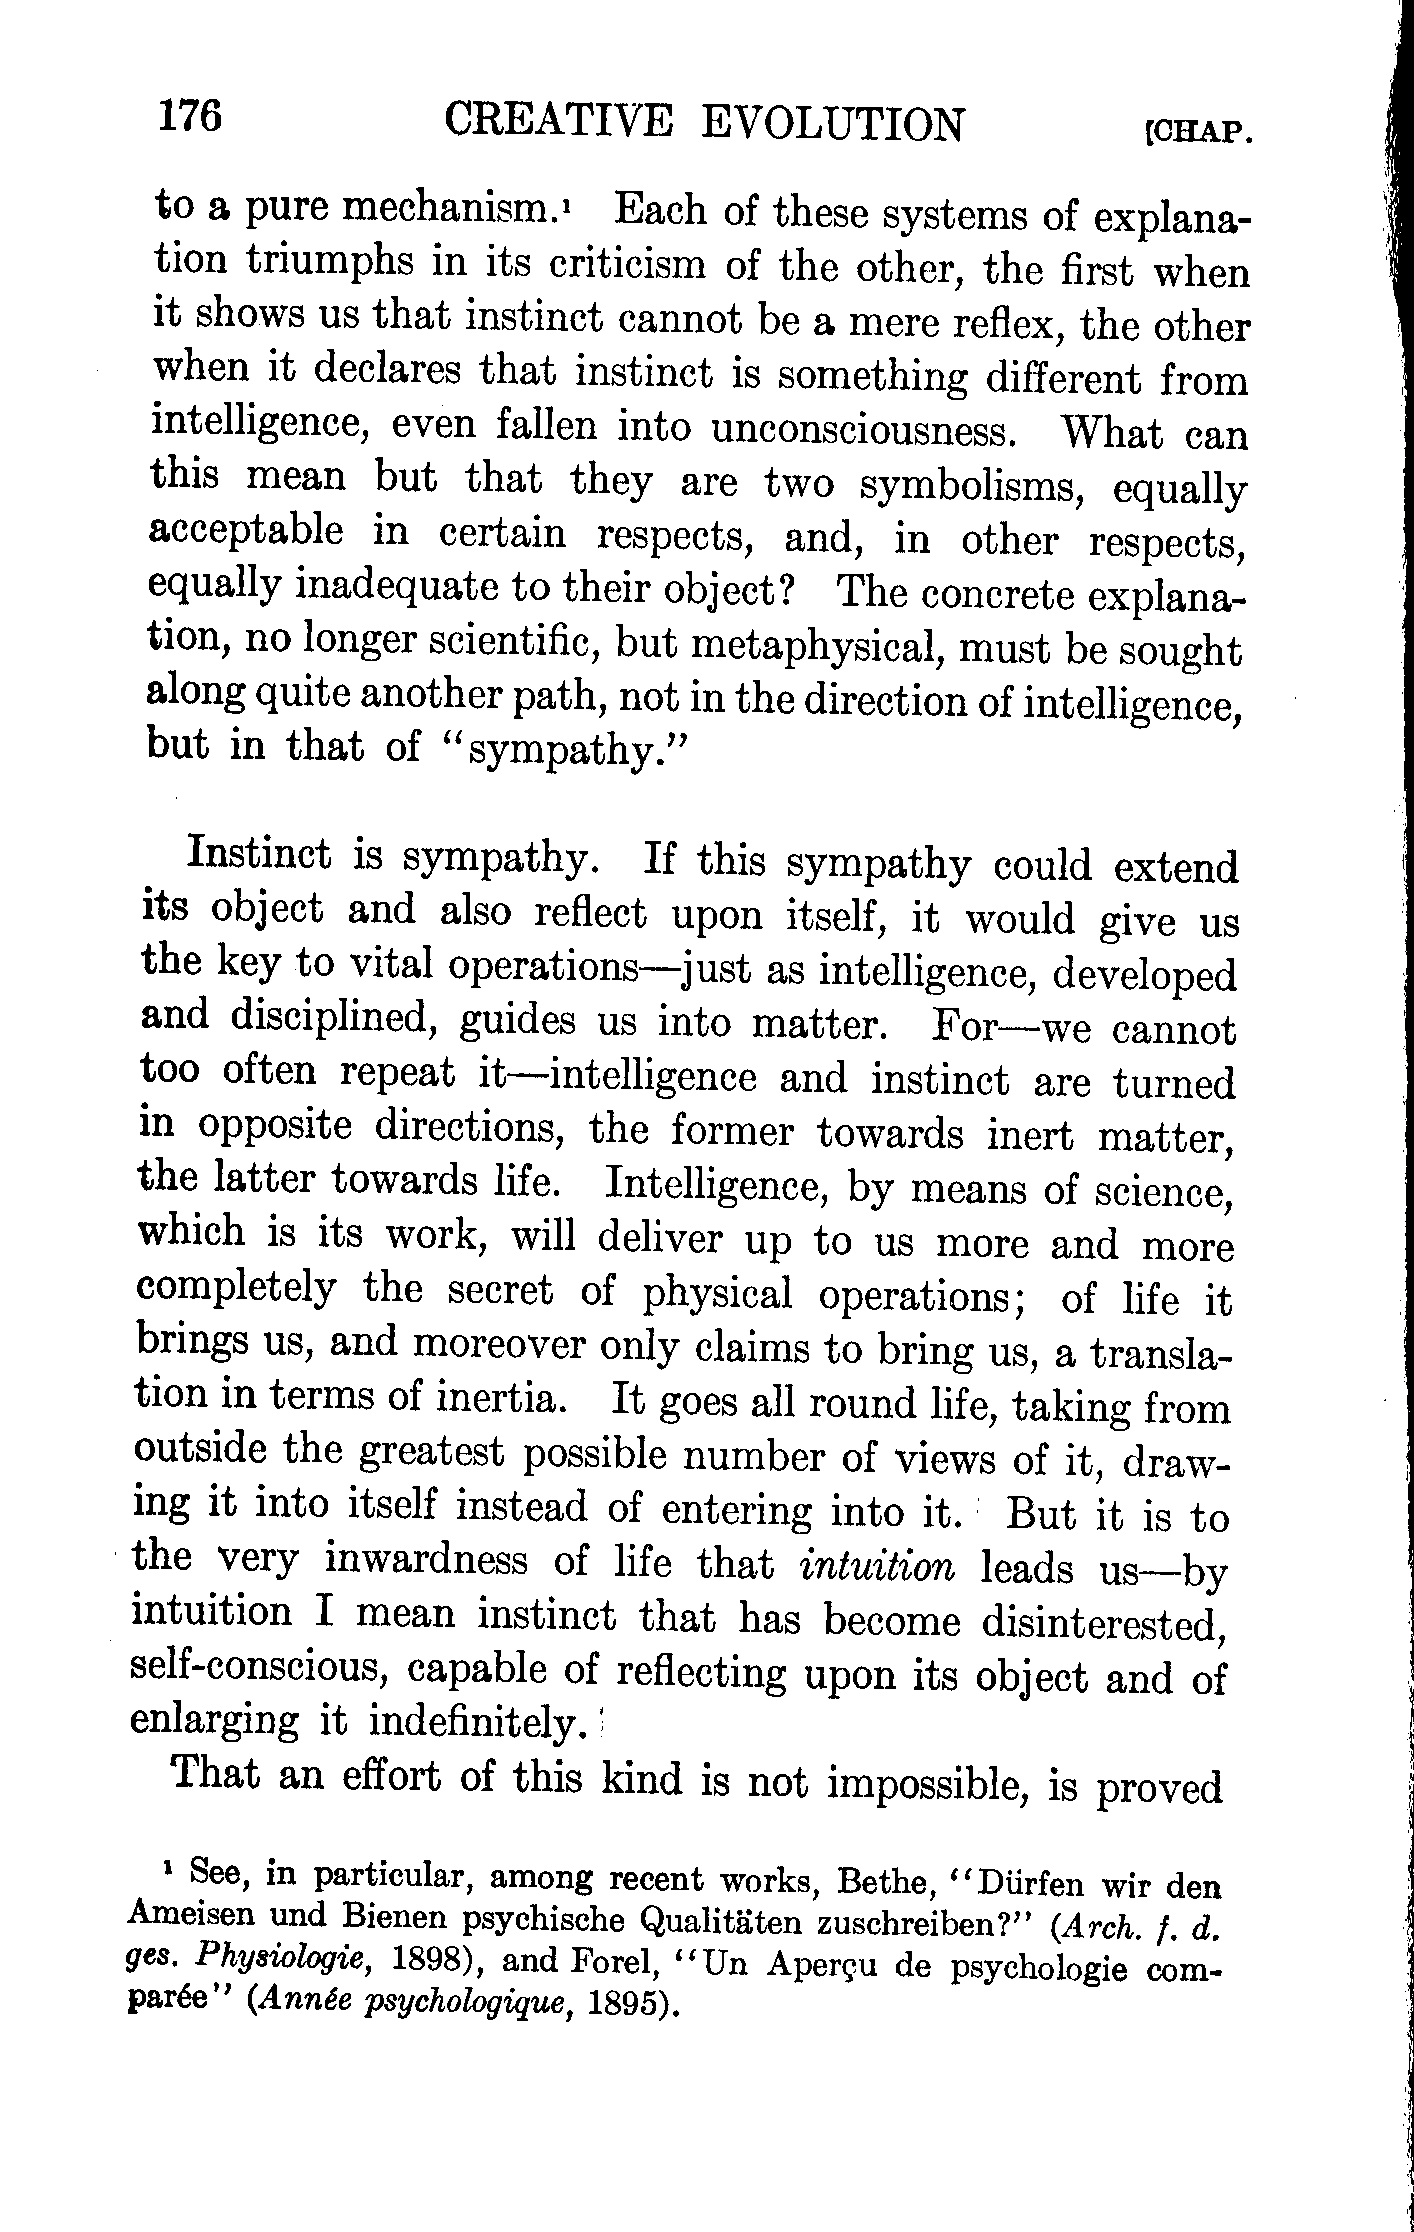 176 CREATIVE EVOLUTION [CHAP.
to a pure mechanism.¹ Each of these systems of explana-
tion triumphs in its criticism of the other, the first when
it shows us that instinct cannot be a mere reflex, the other
when it declares that instinct is something different from
intelligence, even fallen into unconsciousness. What can
this mean but that they are two symbolisms, equally
acceptable in certain respects, and, in other respects,
equally inadequate to their object? The concrete explana-
tion, no longer scientific, but metaphysical, must be sought
along quite another path, not in the direction of intelligence,
but in that of “sympathy.”
Instinct is sympathy. If this sympathy could extend
its object and also reflect upon itself, it would give us
the key to vital operations—just as intelligence, developed
and disciplined, guides us into matter. For—we cannot
too often repeat it—intelligence and instinct are turned
in opposite directions, the former towards inert matter,
the latter towards life. Intelligence, by means of science,
which is its work, will deliver up to us more and more
completely the secret of physical operations; of life it
brings us, and moreover only claims to bring us, a transla-
tion in terms of inertia. It goes all round life, taking from
outside the greatest possible number of views of it, draw-
ing it into itself instead of entering into it. But it is to
the very inwardness of life that intuition leads us—by
intuition I mean instinct that has become disinterested,
self-conscious, capable of reflecting upon its object and of
enlarging it indefinitely.
That an effort of this kind is not impossible, is proved
¹ See, in particular, among recent works, Bethe, “Dürfen wir den
Ameisen und Bienen psychische Qualitäten zuschreiben?” (Arch. f. d.
ges. Physiologie, 1898), and Forel, “Un Aperçu de psychologie com-
parée” (Année psychologique, 1895).